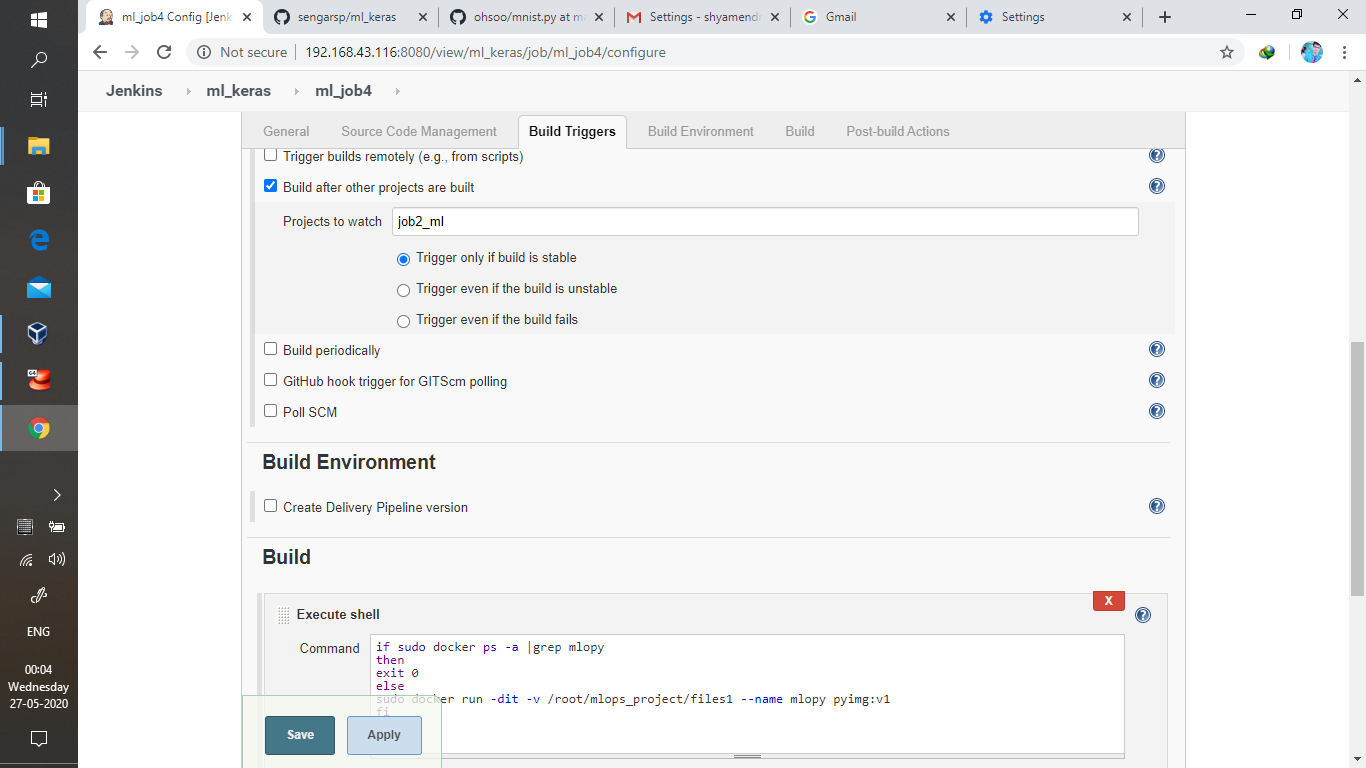 ml_job4 Config [Jenk
sengarsp/ml_keras
ohsoo/mnist.py at ma
Settings - shyamendr
Gmail
Settings
Not secure
192.168.43.116:8080/view/ml_keras/job/ml_job4/configure
Jenkins
ml_keras
ml_job4
General
Source Code Management
Build Triggers
Build Environment
Build
Post-build Actions
Trigger builds remotely (e.g., from scripts)
Build after other projects are built
Projects to watch
job2_ml
Trigger only if build is stable
Trigger even if the build is unstable
Trigger even if the build fails
Build periodically
GitHub hook trigger for GITScm polling
Poll SCM
Build Environment
Create Delivery Pipeline version
Build
Execute shell
X
Command
if sudo docker ps -a |grep mlopy
then
exit 0
else
sudo docker run -dit -v /root/mlops_project/files1 --name mlopy pyimg:v1
fi
Save
Apply
64
ENG
00:04
Wednesday
27-05-2020